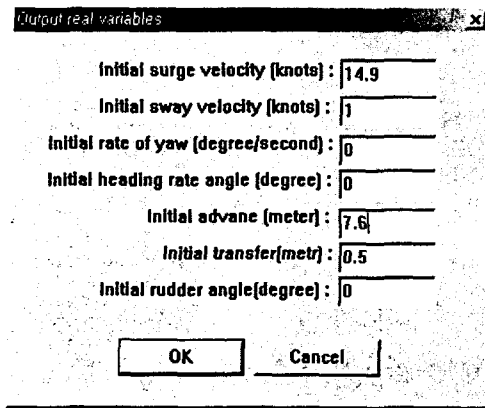 Output real variables
Initial surge velocity (knots) : 14.9
Initial sway velocity (knots) : 1
Initial rate of yaw (degree/second) : 0
Initial heading rate angle (degree) : 0
Initial advane (meter) : 7.6
Initial transfer(metr) : 0.5
Initial rudder angle(degree) : 0
OK Cancel